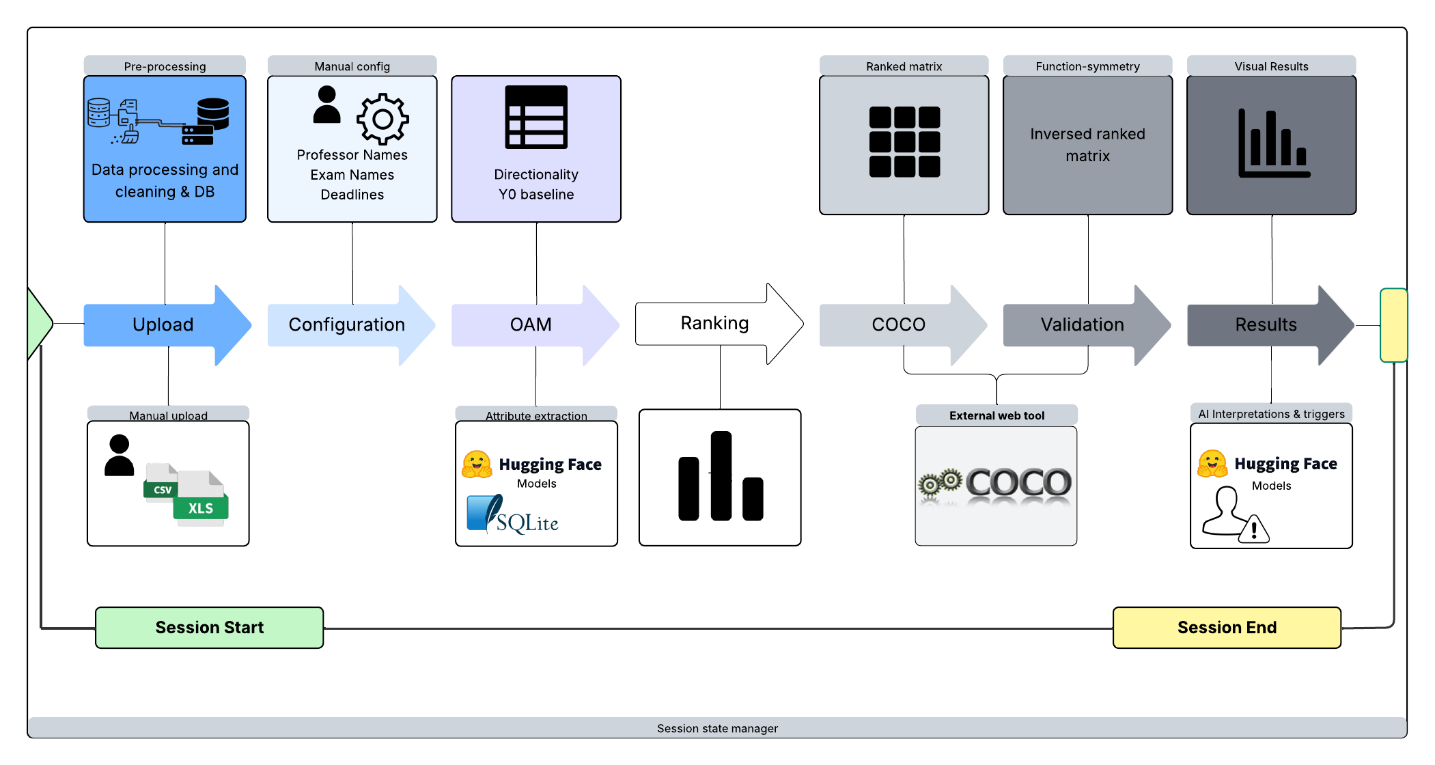 Pre-processing
Manual config
Ranked matrix
Function-symmetry
Visual Results
Data processing and
cleaning & DB
Professor Names
Exam Names
Deadlines
Directionality
Y0 baseline
Inversed ranked
matrix
Upload
Configuration
OAM
Ranking
COCO
Validation
Results
Manual upload
CSV
XLS
Attribute extraction
Hugging Face
Models
SQLite
External web tool
COCO
AI Interpretations & triggers
Hugging Face
Models
Session Start
Session End
Session state manager